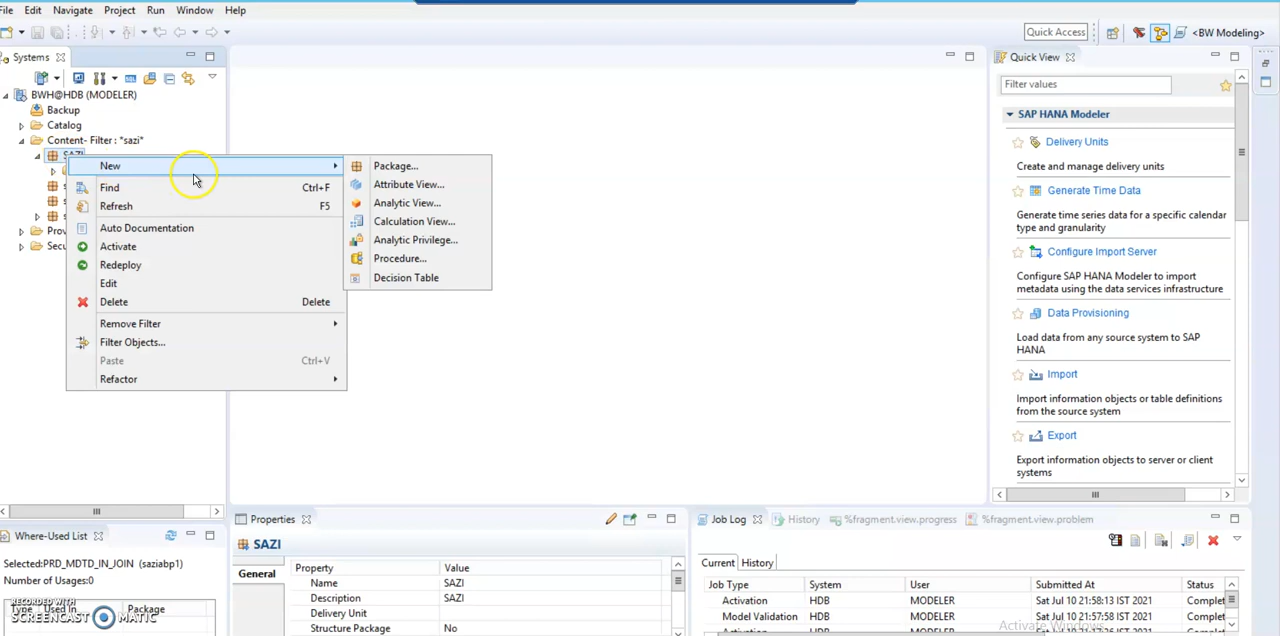 File Edit Navigate Project Run Window Help
Quick Access
<BW Modeling>
Systems
BWH@HDB (MODELER)
Backup
Catalog
Content- Filter : "sazi"
SAZI
New
Find Ctrl+F
Refresh F5
Auto Documentation
Activate
Redeploy
Edit
Delete Delete
Remove Filter
Filter Objects...
Paste Ctrl+V
Refactor
Package...
Attribute View...
Analytic View...
Calculation View...
Analytic Privilege...
Procedure...
Decision Table
Quick View
Filter values
SAP HANA Modeler
Delivery Units
Create and manage delivery units
Generate Time Data
Generate time series data for a specific calendar
type and granularity
Configure Import Server
Configure SAP HANA Modeler to import
metadata using the data services infrastructure
Data Provisioning
Load data from any source system to SAP
HANA
Import
Import information objects or table definitions
from the source system
Export
Export information objects to server or client
systems
Where-Used List
Selected:PRD_MDTD_IN_JOIN (saziabp1)
Number of Usages:0
Type Used In Package
RECORDED WITH
SCREENCAST MATIC
Properties
SAZI
General
Property Value
Name SAZI
Description SAZI
Delivery Unit
Structure Package No
Job Log History %fragment.view.progress %fragment.view.problem
Current History
Job Type System User Submitted At Status
Activation HDB MODELER Sat Jul 10 21:58:13 IST 2021 Complet
Model Validation HDB MODELER Sat Jul 10 21:57:58 IST 2021 Complet
Activate Windows